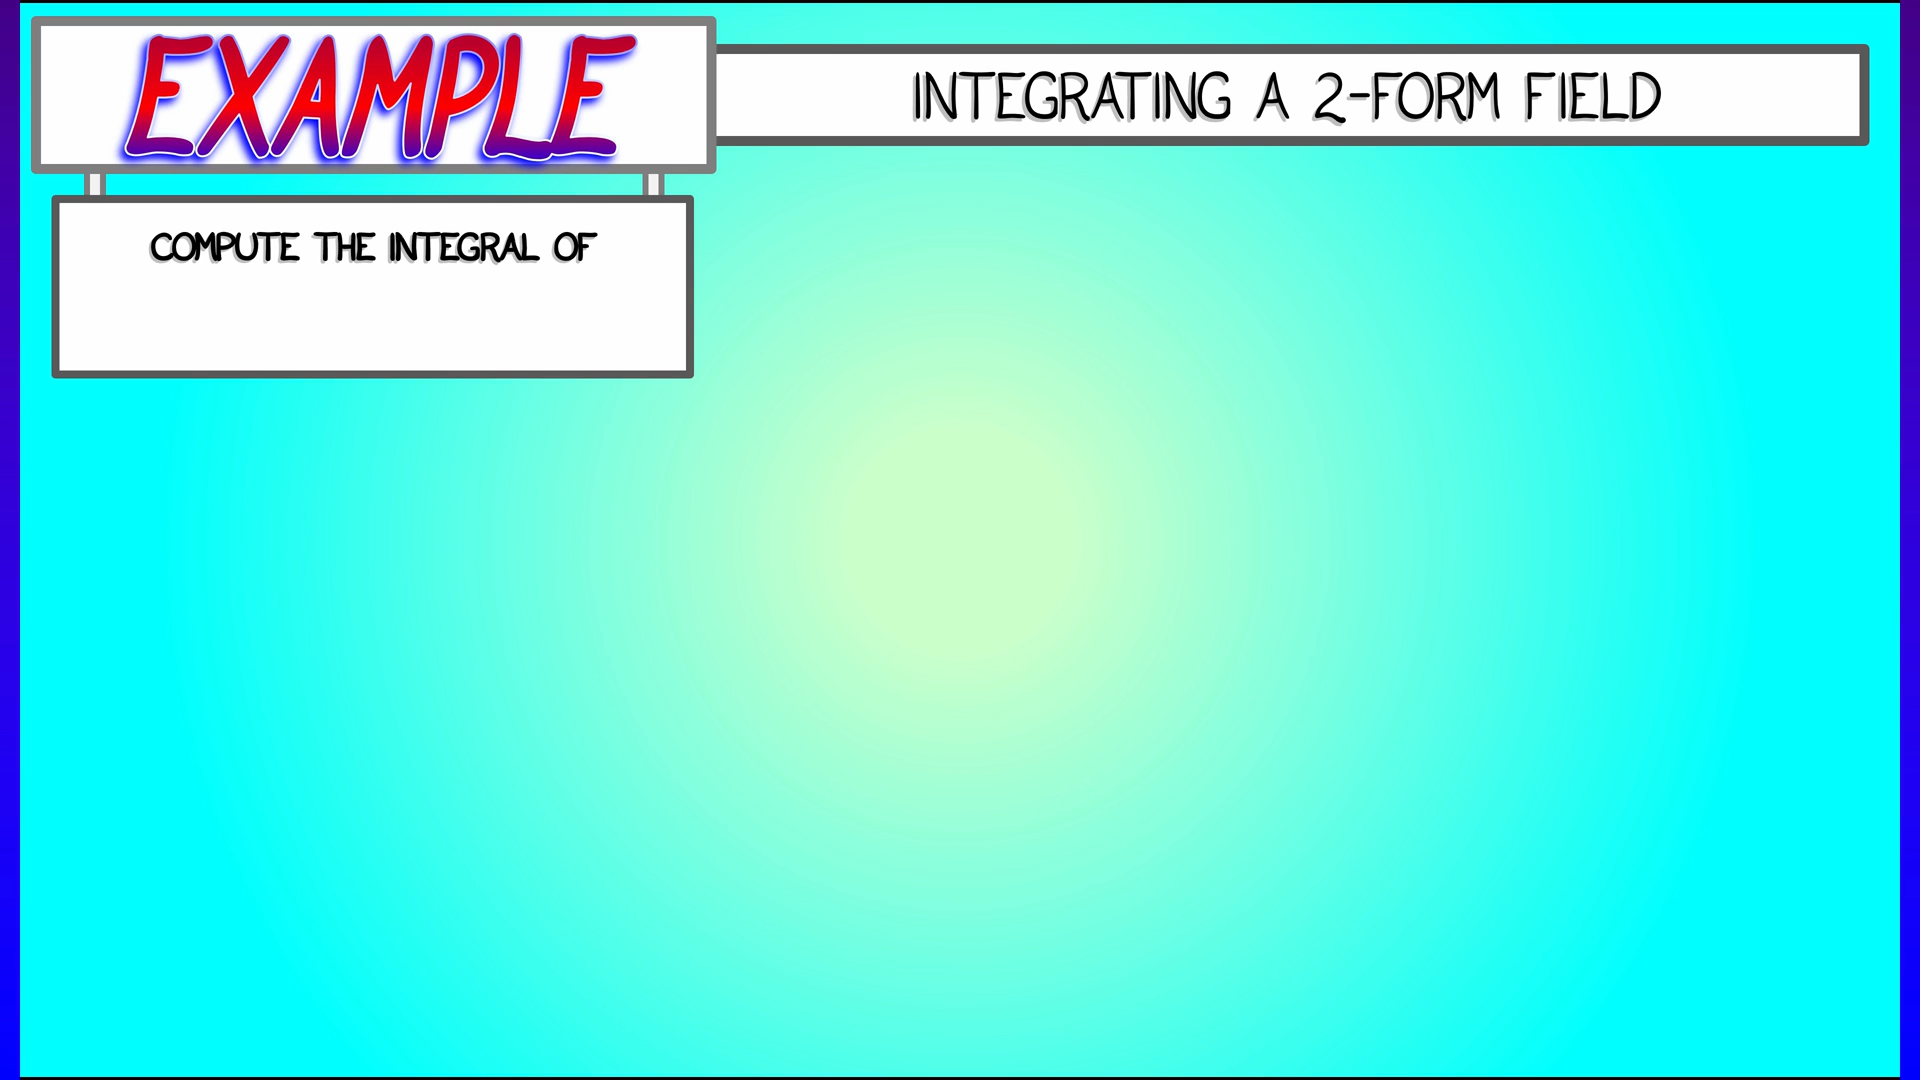 EXAMPLE
INTEGRATING A 2-FORM FIELD
COMPUTE THE INTEGRAL OF